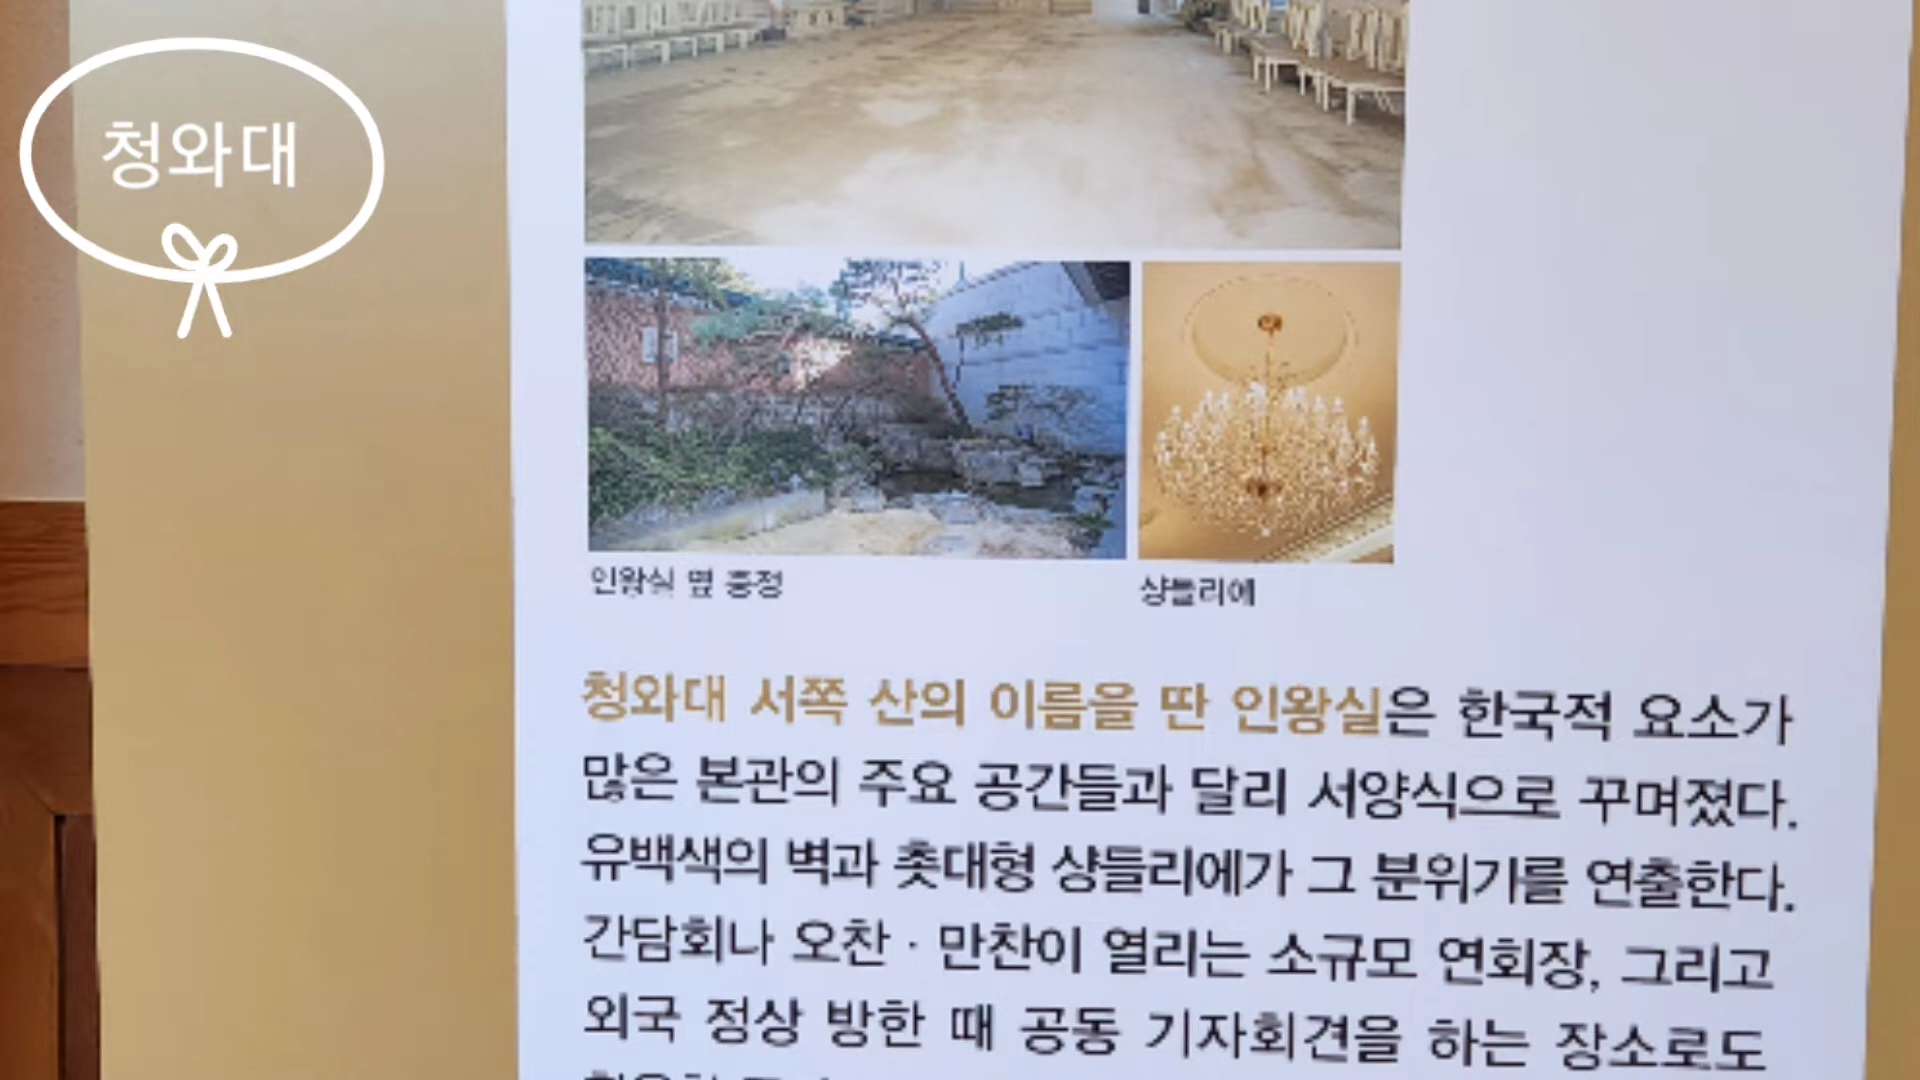 청와대
인왕실 옆 중정
샹들리에
청와대 서쪽 산의 이름을 딴 인왕실은 한국적 요소가
많은 본관의 주요 공간들과 달리 서양식으로 꾸며졌다.
유백색의 벽과 촛대형 샹들리에가 그 분위기를 연출한다.
간담회나 오찬 · 만찬이 열리는 소규모 연회장, 그리고
외국 정상 방한 때 공동 기자회견을 하는 장소로도